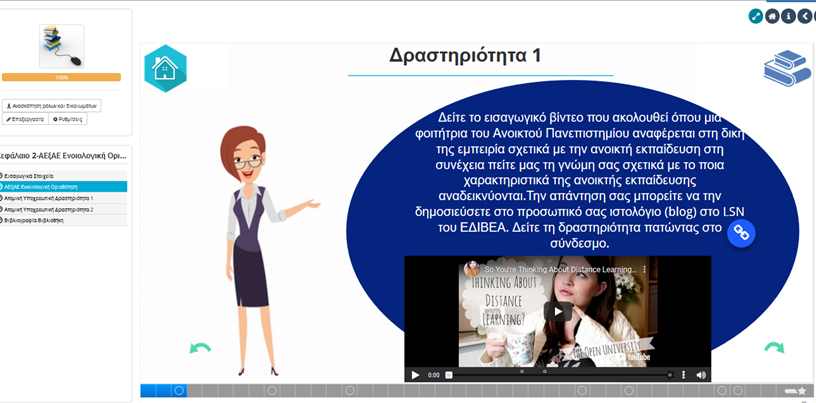 100%
Ανασκόπηση ρόλων και δικαιωμάτων
Επεξεργασία
Ρυθμίσεις
εφάλαιο 2-ΑΕξΑΕ Εννοιολογική Ορι...
Εισαγωγικά Στοιχεία
ΑΕξΑΕ Εννοιολογική Οριοθέτηση
Ατομική Υποχρεωτική Δραστηριότητα 1
Ατομική Υποχρεωτική Δραστηριότητα 2
Βιβλιογραφία-Βιβλιοθήκη
Δραστηριότητα 1
Δείτε το εισαγωγικό βίντεο που ακολουθεί όπου μια
φοιτήτρια του Ανοικτού Πανεπιστημίου αναφέρεται στη δική
της εμπειρία σχετικά με την ανοικτή εκπαίδευση στη
συνέχεια πείτε μας τη γνώμη σας σχετικά με το ποια
χαρακτηριστικά της ανοικτής εκπαίδευσης
αναδεικνύονται.Την απάντηση σας μπορείτε να την
δημοσιεύσετε στο προσωπικό σας ιστολόγιο (blog) στο LSN
του ΕΔΙΒΕΑ. Δείτε τη δραστηριότητα πατώντας στο
σύνδεσμο.
So You're Thinking About Distance Learning...
THINKING ABOUT
DISTANCE
LEARNING?
THE OPEN UNIVERSITY
YouTube
0:00